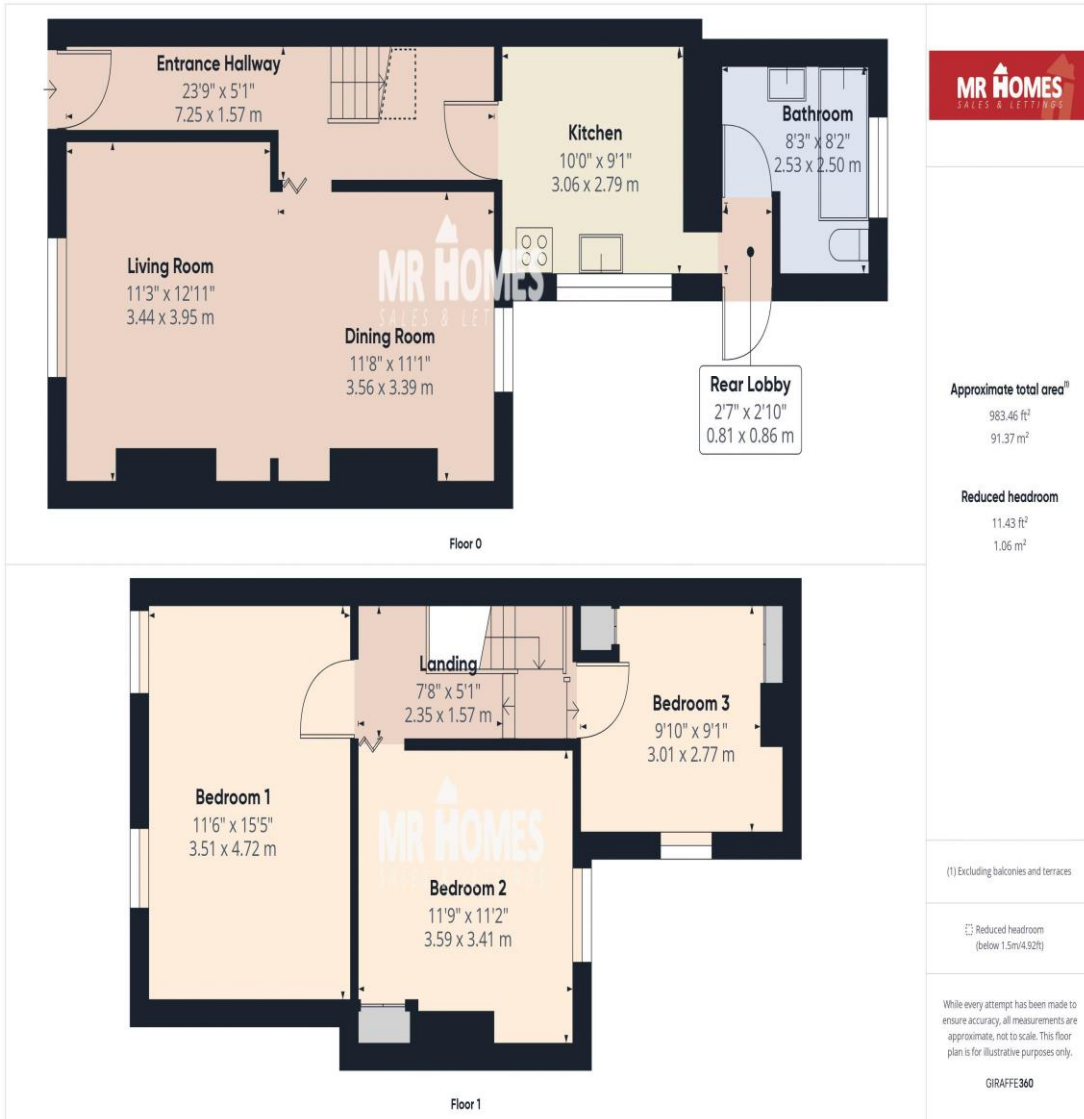 Entrance Hallway
23'9" x 5'1"
7.25 x 1.57 m
Kitchen
10'0" x 9'1"
3.06 x 2.79 m
Bathroom
8'3" x 8'2"
2.53 x 2.50 m
Living Room
11'3" x 12'11"
3.44 x 3.95 m
MR HOMES
SALES & LET
Dining Room
11'8" x 11'1"
3.56 x 3.39 m
Rear Lobby
2'7" x 2'10"
0.81 x 0.86 m
Floor 0
Landing
7'8" x 5'1"
2.35 x 1.57 m
Bedroom 3
9'10" x 9'1"
3.01 x 2.77 m
Bedroom 1
11'6" x 15'5"
3.51 x 4.72 m
MR HOMES
Bedroom 2
11'9" x 11'2"
3.59 x 3.41 m
Floor 1
MR HOMES
SALES & LETTINGS
Approximate total area⁽¹⁾
983.46 ft²
91.37 m²
Reduced headroom
11.43 ft²
1.06 m²
(1) Excluding balconies and terraces
Reduced headroom
(below 1.5m/4.92ft)
While every attempt has been made to
ensure accuracy, all measurements are
approximate, not to scale. This floor
plan is for illustrative purposes only.
GIRAFFE360